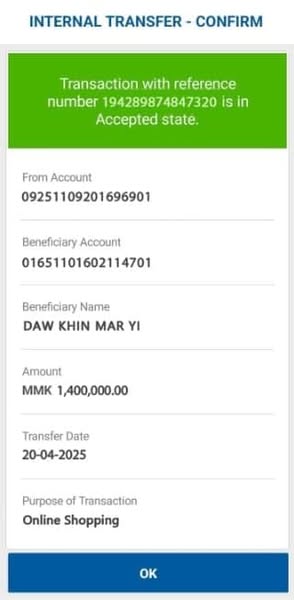 INTERNAL TRANSFER - CONFIRM
Transaction with reference
number 194289874847320 is in
Accepted state.
From Account
09251109201696901
Beneficiary Account
01651101602114701
Beneficiary Name
DAW KHIN MAR YI
Amount
MMK 1,400,000.00
Transfer Date
20-04-2025
Purpose of Transaction
Online Shopping
OK